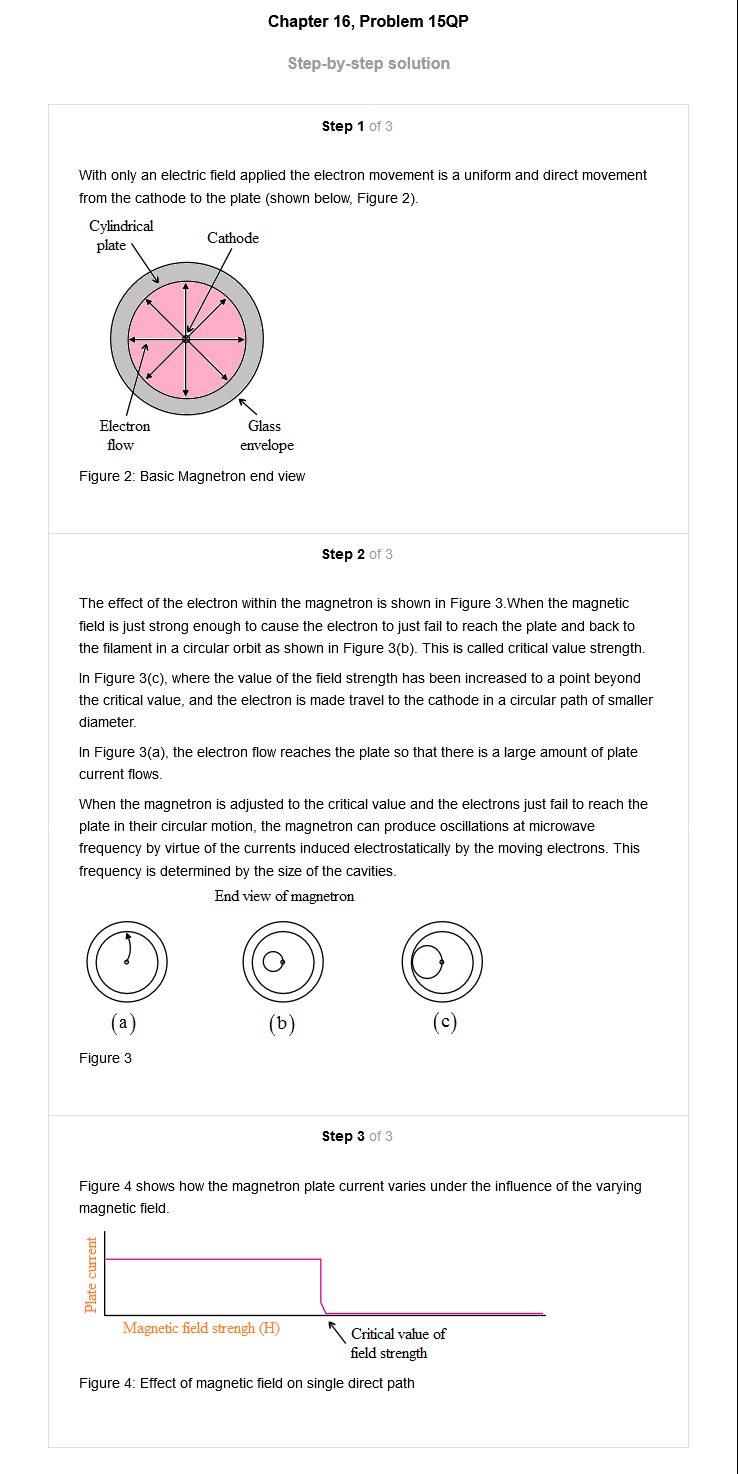 Chapter 16, Problem 15QP
Step-by-step solution
Step 1 of 3
With only an electric field applied the electron movement is a uniform and direct movement
from the cathode to the plate (shown below, Figure 2).
Cylindrical
plate
Cathode
Electron
flow
Glass
envelope
Figure 2: Basic Magnetron end view
Step 2 of 3
The effect of the electron within the magnetron is shown in Figure 3.When the magnetic
field is just strong enough to cause the electron to just fail to reach the plate and back to
the filament in a circular orbit as shown in Figure 3(b). This is called critical value strength.
In Figure 3(c), where the value of the field strength has been increased to a point beyond
the critical value, and the electron is made travel to the cathode in a circular path of smaller
diameter.
In Figure 3(a), the electron flow reaches the plate so that there is a large amount of plate
current flows.
When the magnetron is adjusted to the critical value and the electrons just fail to reach the
plate in their circular motion, the magnetron can produce oscillations at microwave
frequency by virtue of the currents induced electrostatically by the moving electrons. This
frequency is determined by the size of the cavities.
End view of magnetron
(a)
(b)
(c)
Figure 3
Step 3 of 3
Figure 4 shows how the magnetron plate current varies under the influence of the varying
magnetic field.
Plate current
Magnetic field strengh (H)
Critical value of
field strength
Figure 4: Effect of magnetic field on single direct path